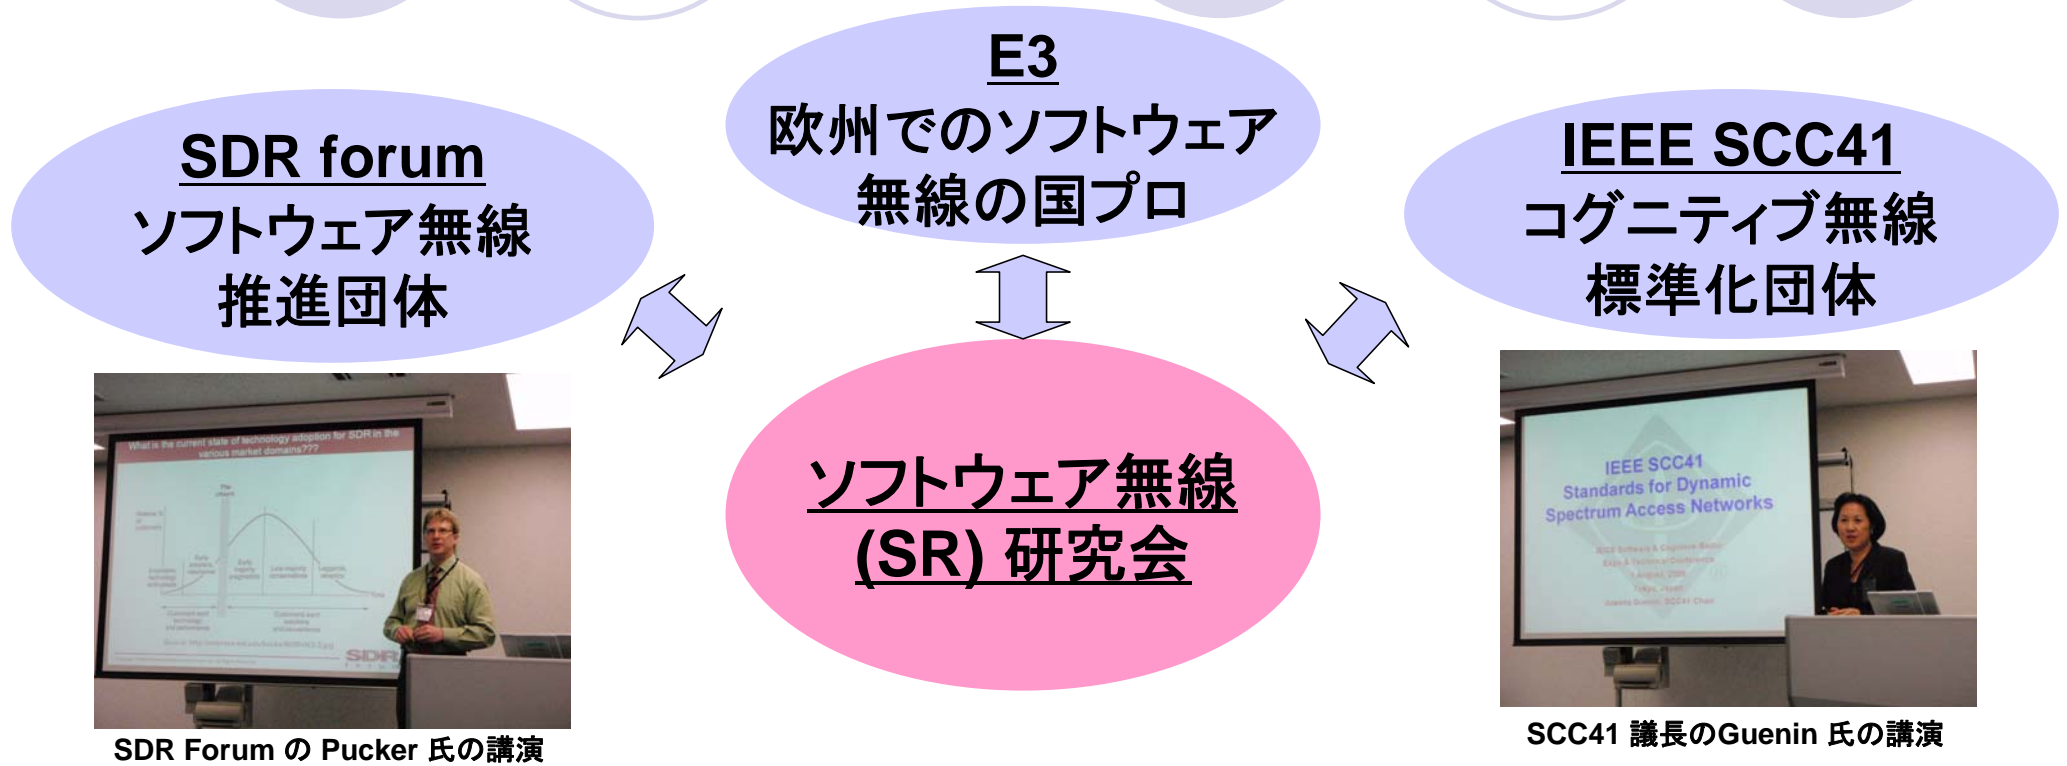 E3
欧州でのソフトウェア
無線の国プロ
SDR forum
ソフトウェア無線
推進団体
IEEE SCC41
コグニティブ無線
標準化団体
ソフトウェア無線
(SR) 研究会
What is the current state of technology adoption for SDR in the
various market domains???
SDR
IEEE SCC41
Standards for Dynamic
Spectrum Access Networks
SDR Forum の Pucker 氏の講演
SCC41 議長のGuenin 氏の講演